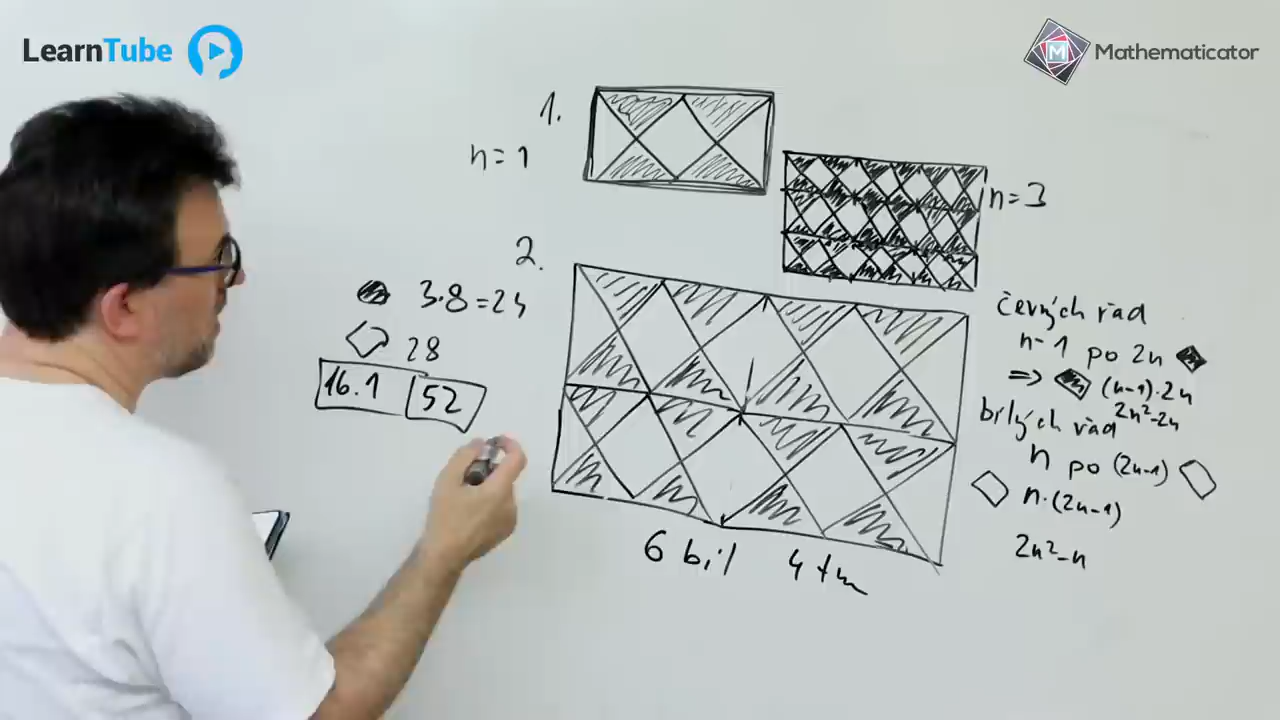 LearnTube
Mathematicator
1.
n=1
n=3
2.
3·8=24
28
16.1
52
6 bíl 4 tm
černých řad
n-1 po 2n
=> (n-1)·2n
2n²-2n
bílých řad
n po (2n-1)
n·(2n-1)
2n²-n